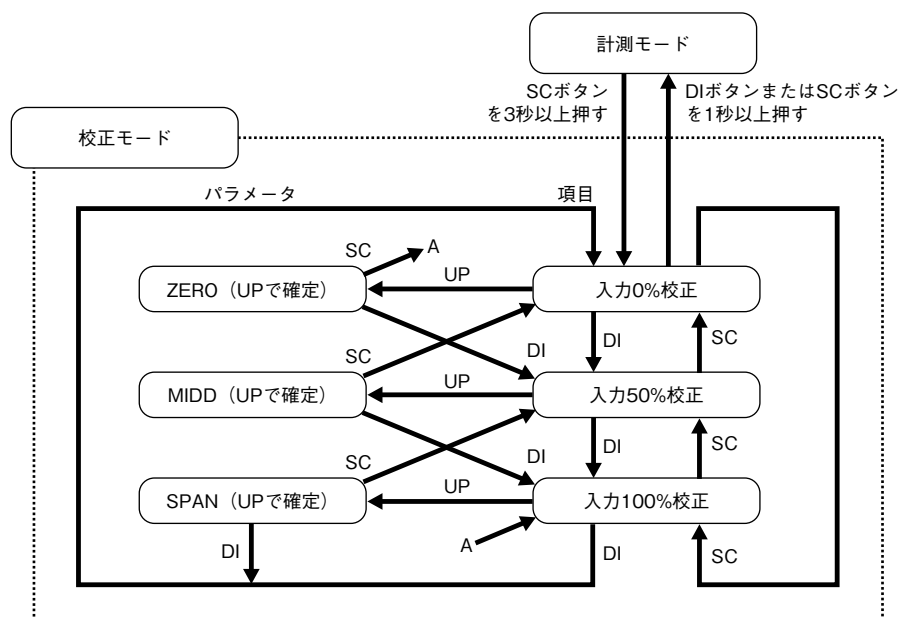 計測モード
SCボタン
を3秒以上押す
DIボタンまたはSCボタン
を1秒以上押す
校正モード
パラメータ
項目
SC
A
ZERO（UPで確定）
UP
入力0%校正
SC
DI
DI
SC
MIDD（UPで確定）
UP
入力50%校正
SC
DI
DI
SC
SPAN（UPで確定）
UP
入力100%校正
DI
A
DI
SC